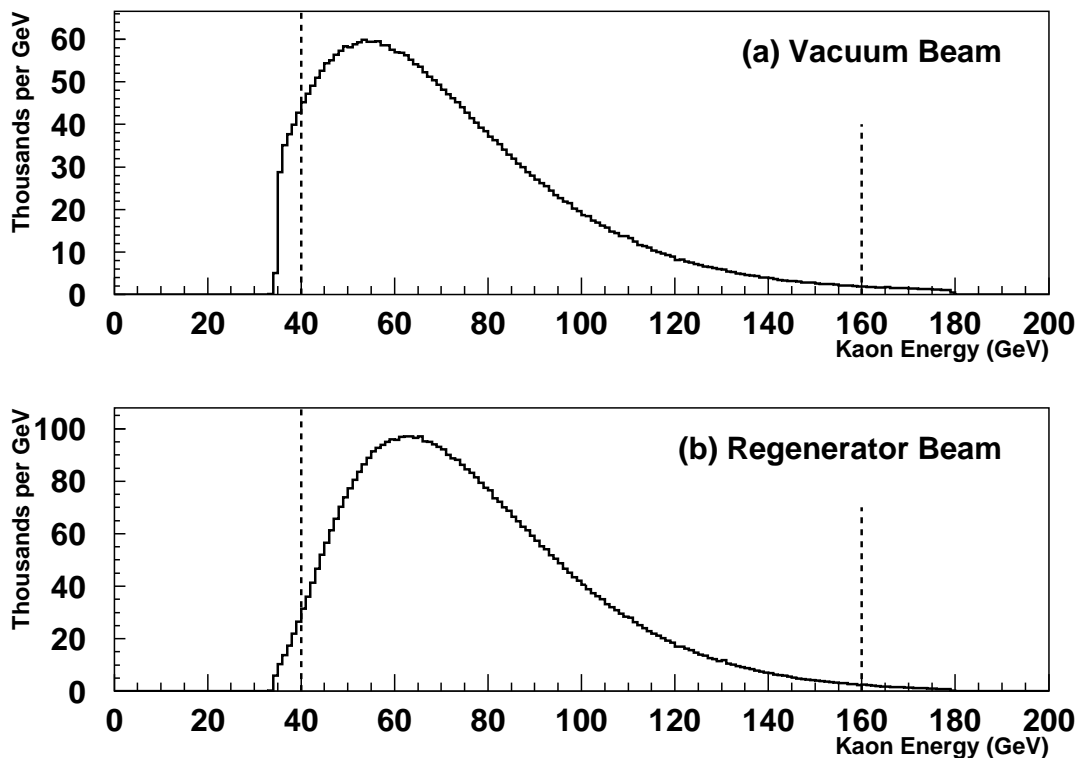 Thousands per GeV
60
50
40
30
20
10
0
(a) Vacuum Beam
0 20 40 60 80 100 120 140 160 180 200
Kaon Energy (GeV)
Thousands per GeV
100
80
60
40
20
0
(b) Regenerator Beam
0 20 40 60 80 100 120 140 160 180 200
Kaon Energy (GeV)